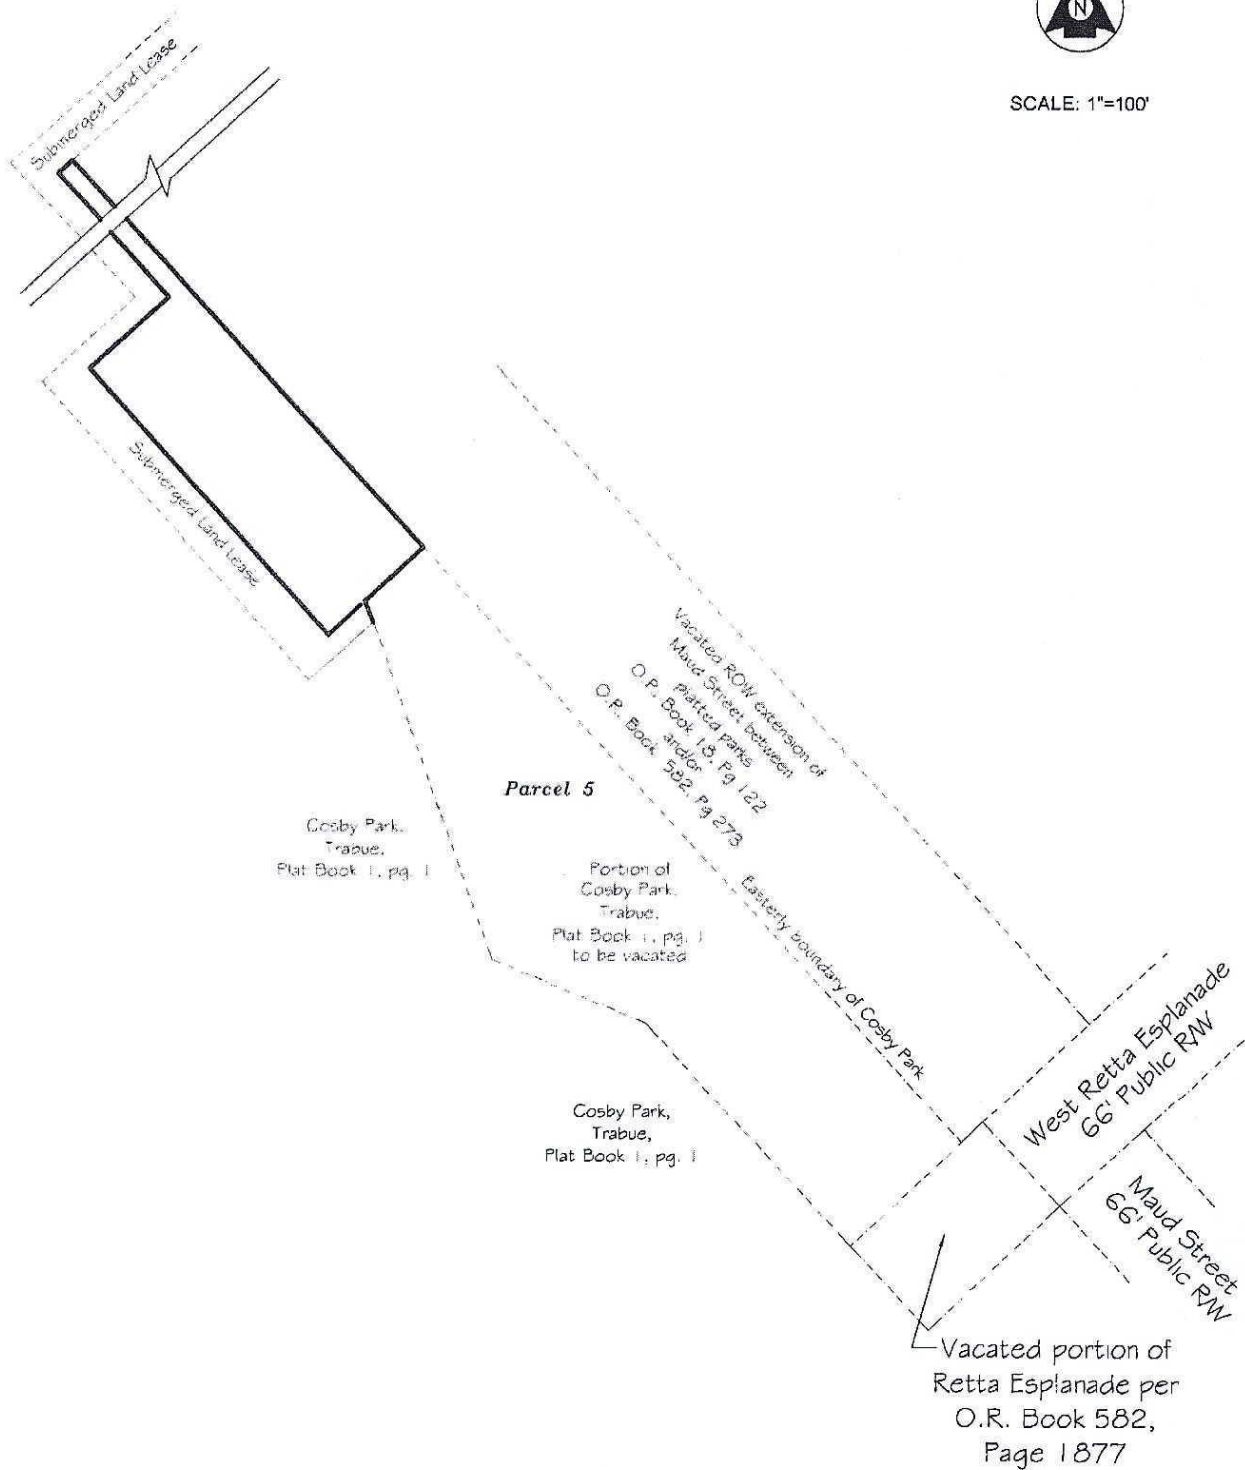 N
SCALE: 1"=100'
Submerged Land Lease
Submerged Land Lease
Vacated ROW extension of
Maud Street between
platted parks
O.R. Book 18, Pg 122
and/or
O.R. Book 582, Pg 273
Parcel 5
Cosby Park,
Trabue,
Plat Book 1, pg. 1
Portion of
Cosby Park,
Trabue,
Plat Book 1, pg. 1
to be vacated
Easterly boundary of Cosby Park
West Retta Esplanade
66' Public R/W
Cosby Park,
Trabue,
Plat Book 1, pg. 1
Maud Street
66' Public R/W
Vacated portion of
Retta Esplanade per
O.R. Book 582,
Page 1877